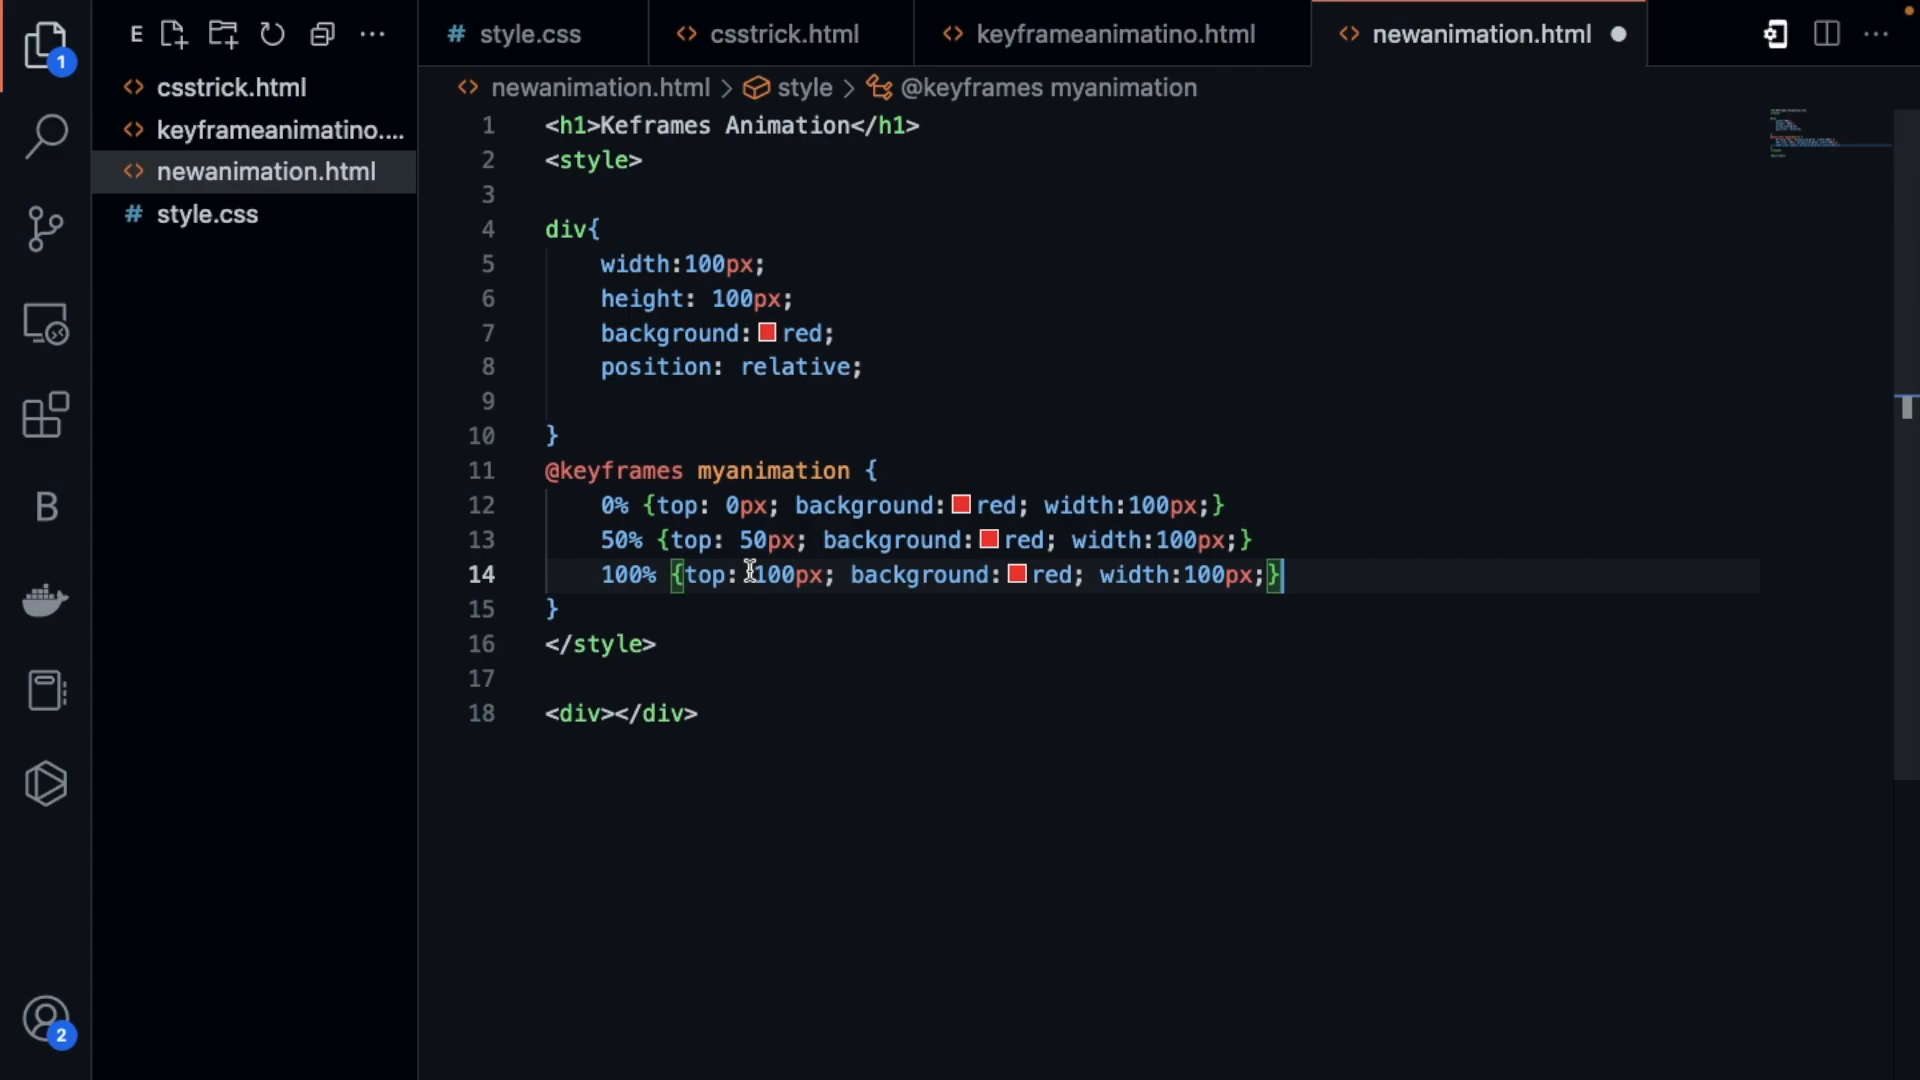 1
E
style.css
csstrick.html
keyframeanimatino.html
newanimation.html
csstrick.html
keyframeanimatino....
newanimation.html
style.css
newanimation.html > style > @keyframes myanimation
1 <h1>Keframes Animation</h1>
2 <style>
3
4 div{
5 width:100px;
6 height: 100px;
7 background: red;
8 position: relative;
9
10 }
11 @keyframes myanimation {
12 0% {top: 0px; background: red; width:100px;}
13 50% {top: 50px; background: red; width:100px;}
14 100% {top: 100px; background: red; width:100px;}
15 }
16 </style>
17
18 <div></div>
B
2